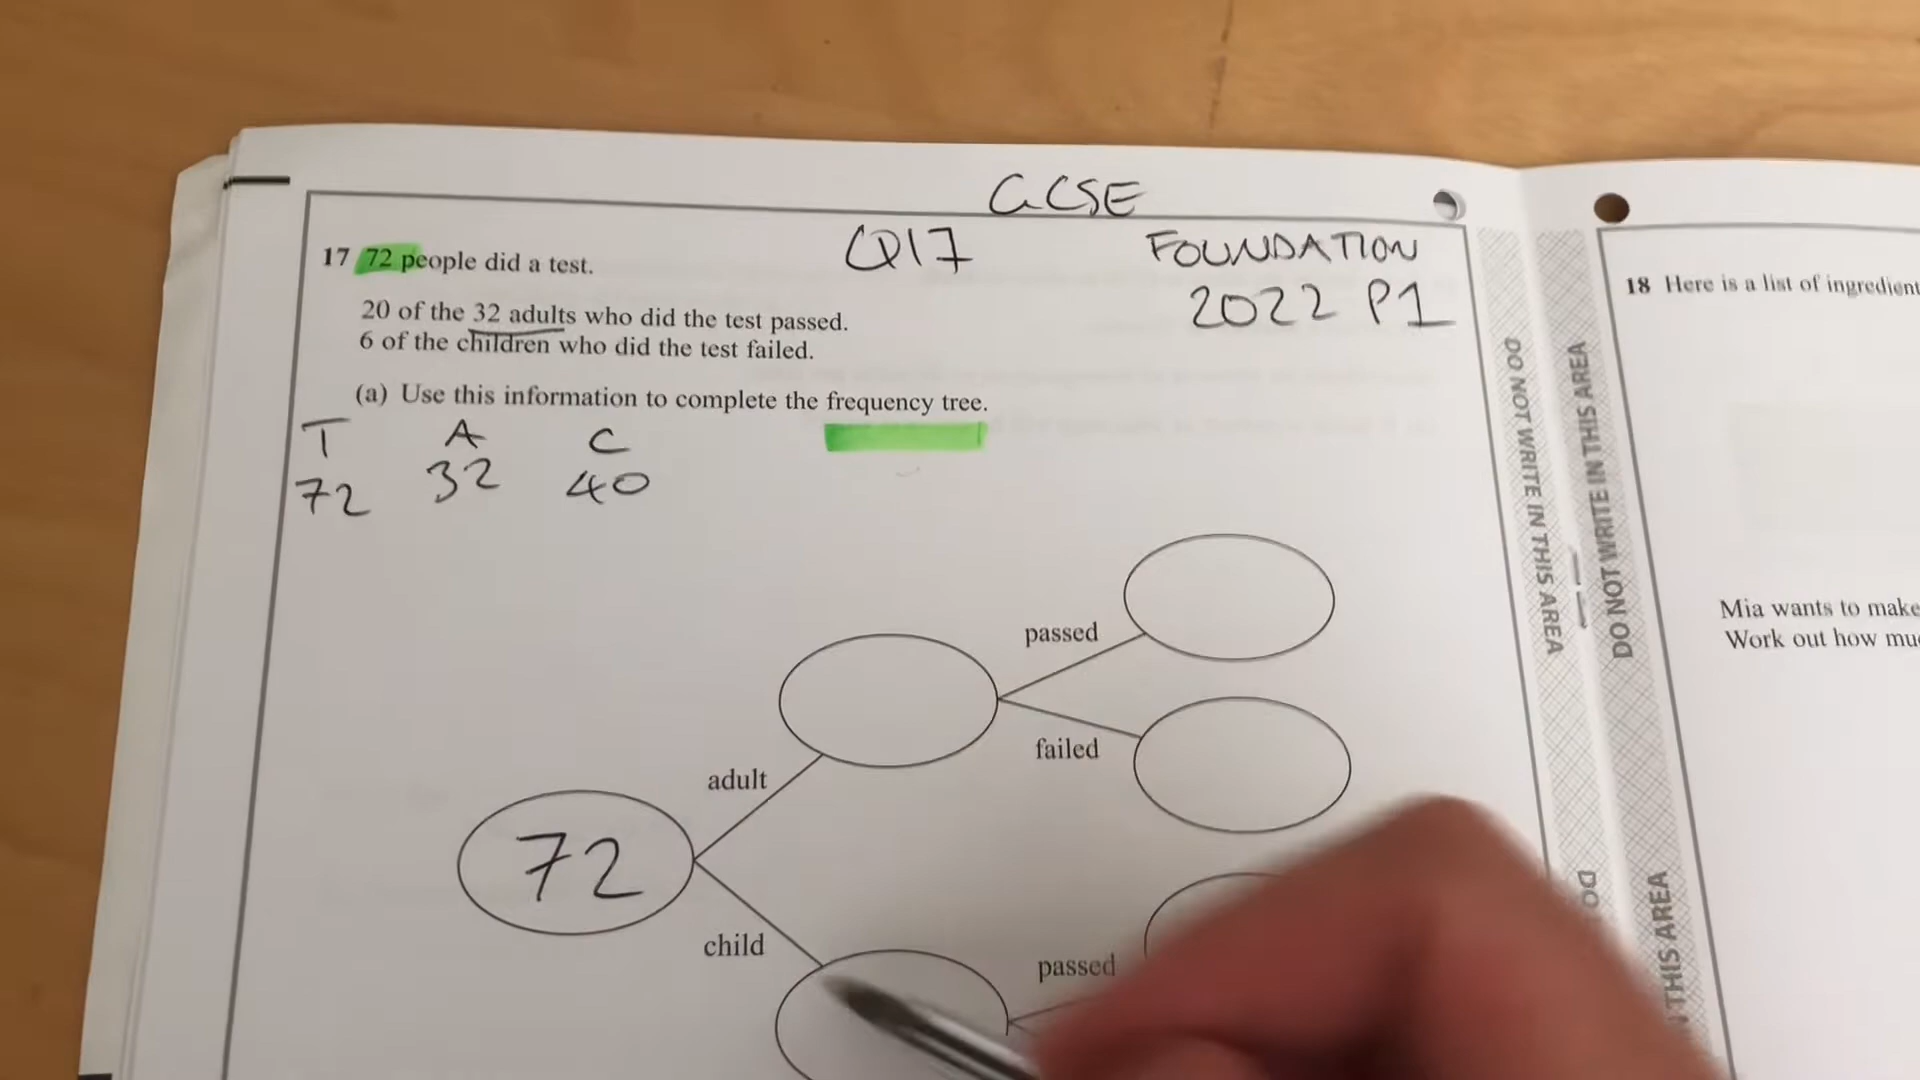 GCSE
Q17
FOUNDATION
2022 P1
17 72 people did a test.
20 of the 32 adults who did the test passed.
6 of the children who did the test failed.
(a) Use this information to complete the frequency tree.
T A C
72 32 40
passed
failed
adult
72
child
passed
DO NOT WRITE IN THIS AREA
DO NOT WRITE IN THIS AREA
DO
THIS AREA
18 Here is a list of ingredient
Mia wants to make
Work out how mu